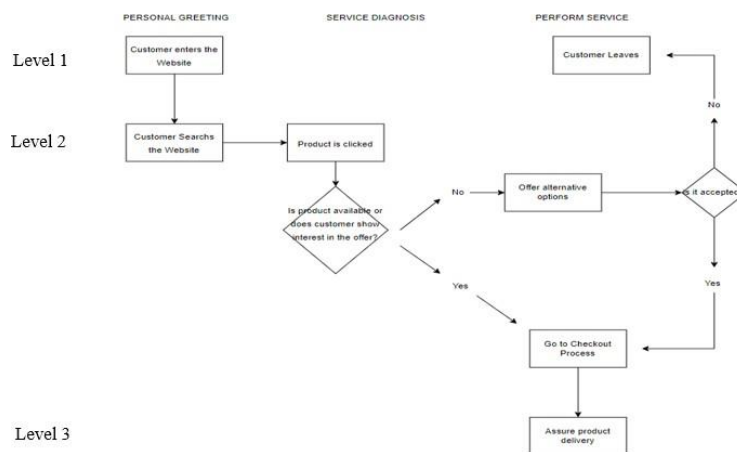 PERSONAL GREETING
SERVICE DIAGNOSIS
PERFORM SERVICE
Level 1
Customer enters the
Website
Customer Leaves
No
Level 2
Customer Searchs
the Website
Product is clicked
No
Offer alternative
options
is it accepted
Is product available or
does customer show
interest in the offer?
Yes
Yes
Go to Checkout
Process
Level 3
Assure product
delivery